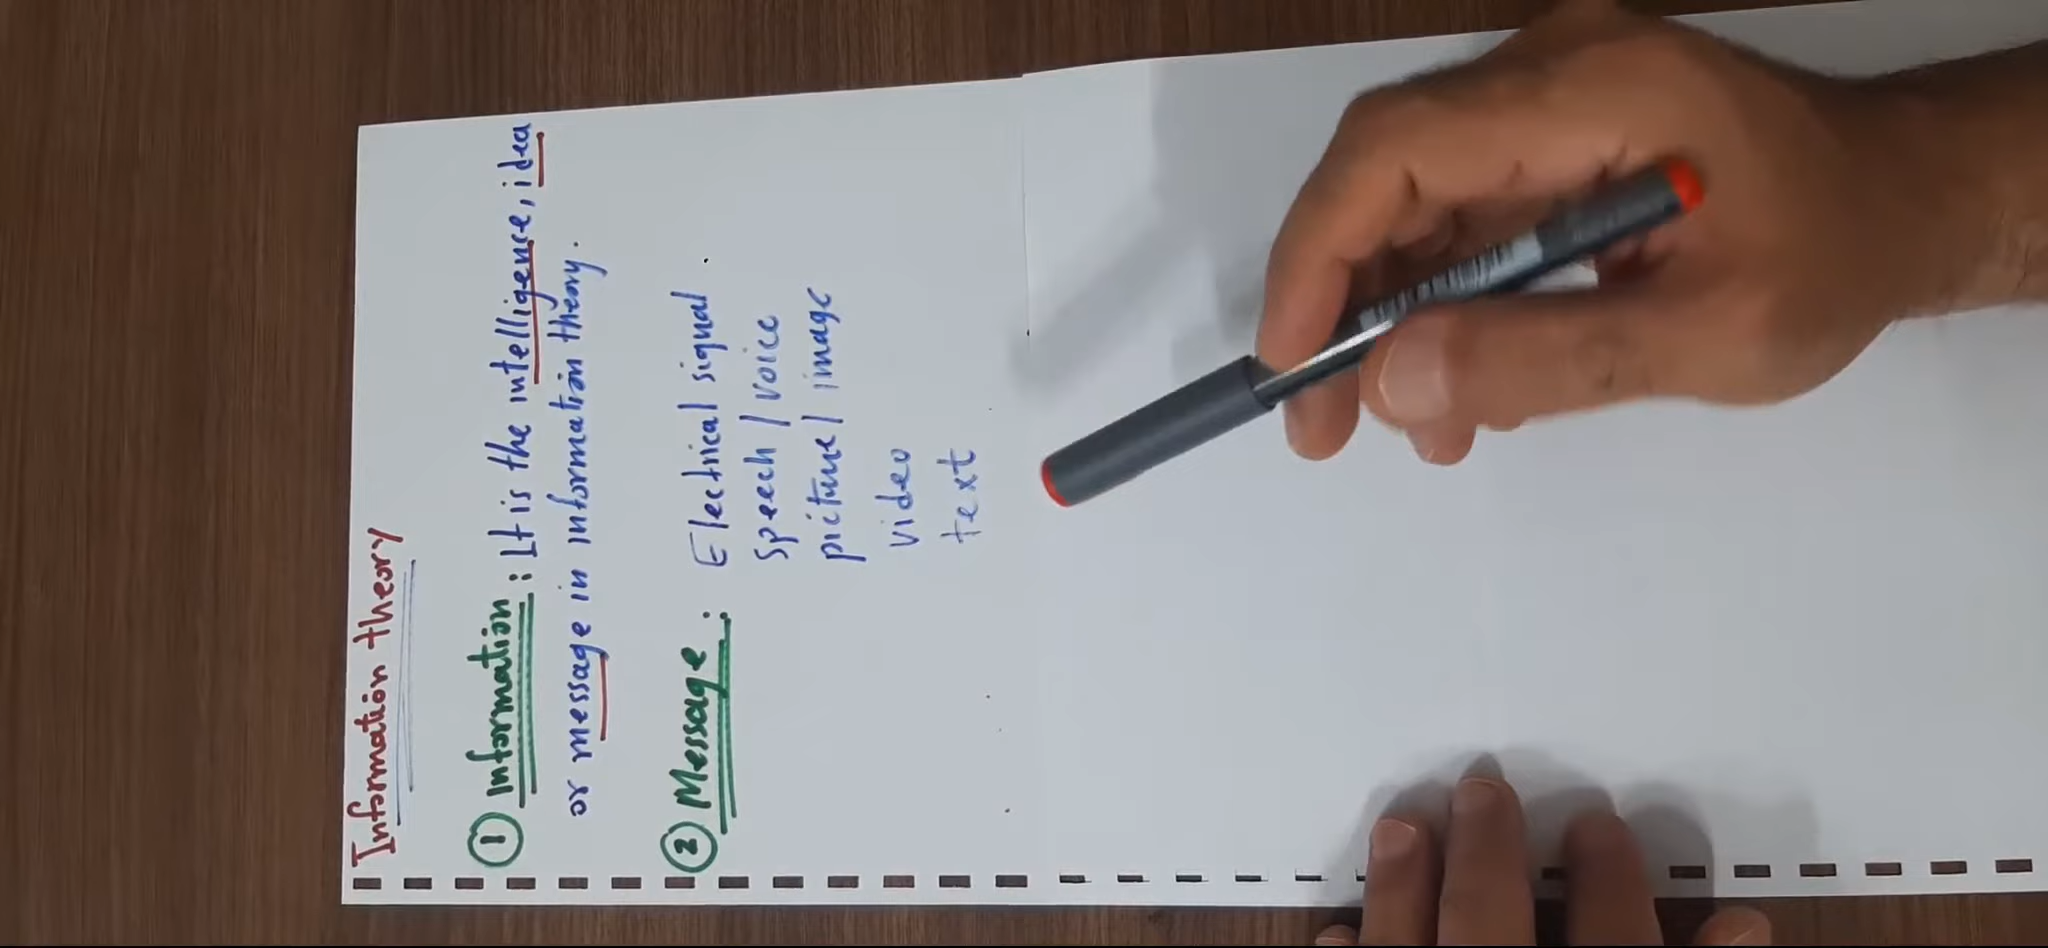 Information theory
① Information : It is the intelligence, idea
or message in information theory.
② Message : Electrical signal.
speech / voice
picture / image
video
text